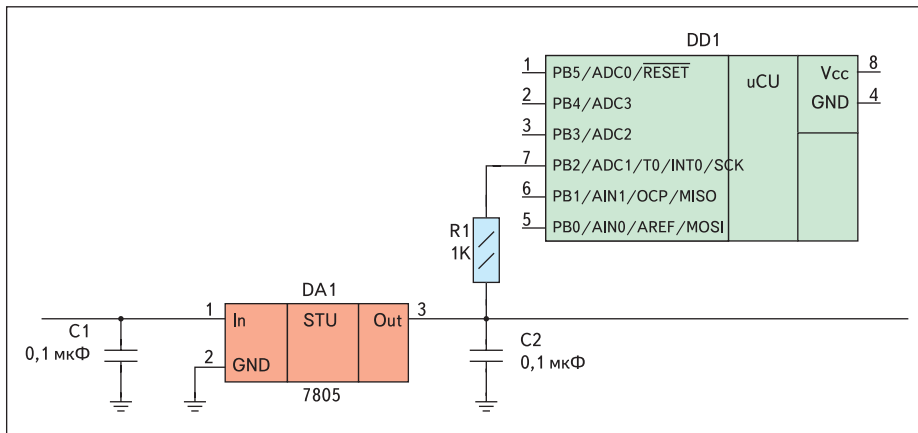 DD1
1 PB5/ADC0/RESET uCU Vcc 8
2 PB4/ADC3 GND 4
3 PB3/ADC2
7 PB2/ADC1/T0/INT0/SCK
6 PB1/AIN1/OCP/MISO
5 PB0/AIN0/AREF/MOSI
R1
1K
DA1
1 In STU Out 3
C1
0,1 мкФ
2 GND
7805
C2
0,1 мкФ